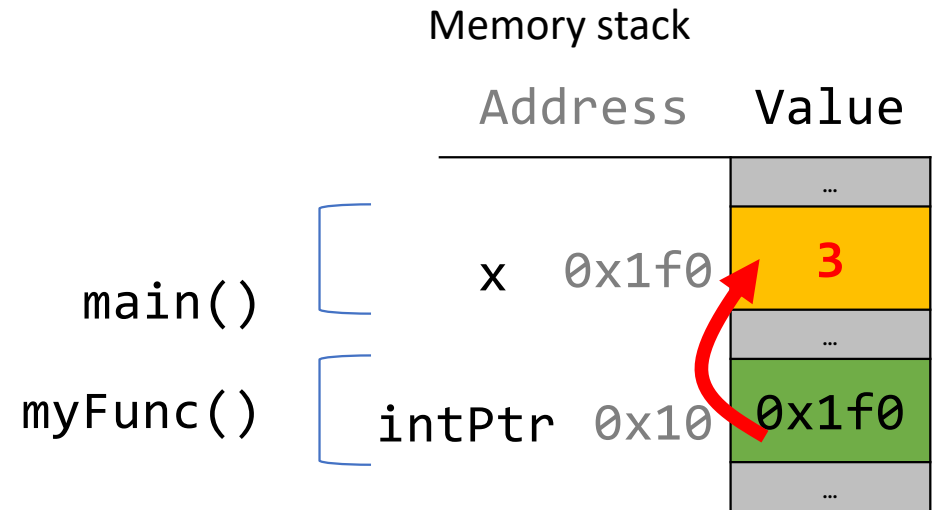 Memory stack
Address Value
…
main() x 0x1f0 3
…
myFunc() intPtr 0x10 0x1f0
…